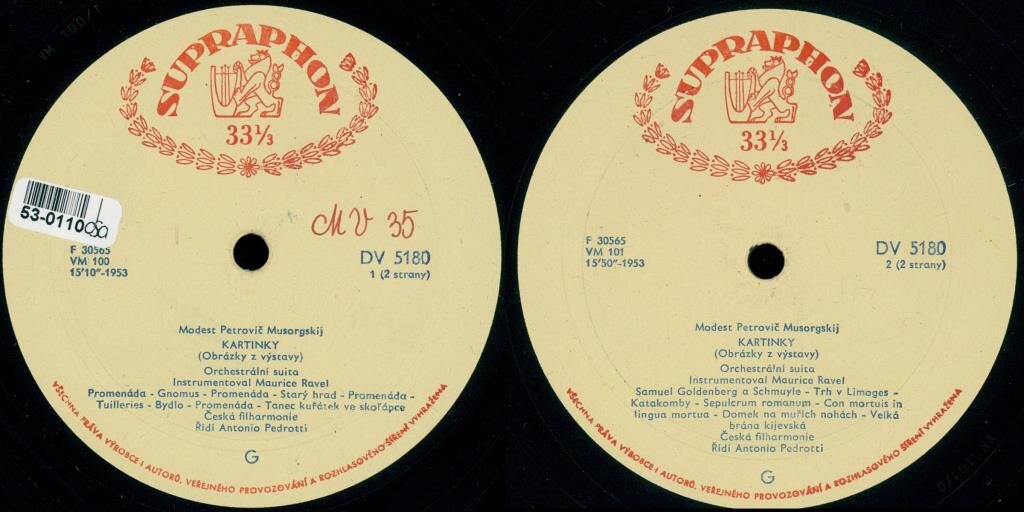 VM 100/T
SUPRAPHON
33⅓
53-0110
MV 35
F 30565
VM 100
15'10"-1953
DV 5180
1 (2 strany)
Modest Petrovič Musorgskij
KARTINKY
(Obrázky z výstavy)
Orchestrální suita
Instrumentoval Maurice Ravel
Promenáda - Gnomus - Promenáda - Starý hrad - Promenáda -
Tuilleries - Bydlo - Promenáda - Tanec kuřátek ve skořápce
Česká filharmonie
Řídí Antonio Pedrotti
G
VŠECHNA PRÁVA VÝROBCE I AUTORŮ, VEŘEJNÉHO PROVOZOVÁNÍ A ROZHLASOVÉHO ŠÍŘENÍ VYHRAŽENA
SUPRAPHON
33⅓
F 30565
VM 101
15'50"-1953
DV 5180
2 (2 strany)
Modest Petrovič Musorgskij
KARTINKY
(Obrázky z výstavy)
Orchestrální suita
Instrumentoval Maurice Ravel
Samuel Goldenberg a Schmuyle - Trh v Limoges -
Katakomby - Sepulcrum romanum - Con mortuis in
lingua mortua - Domek na muřích nohách - Velká
brána kijevská
Česká filharmonie
Řídí Antonio Pedrotti
G
VŠECHNA PRÁVA VÝROBCE I AUTORŮ, VEŘEJNÉHO PROVOZOVÁNÍ A ROZHLASOVÉHO ŠÍŘENÍ VYHRAŽENA